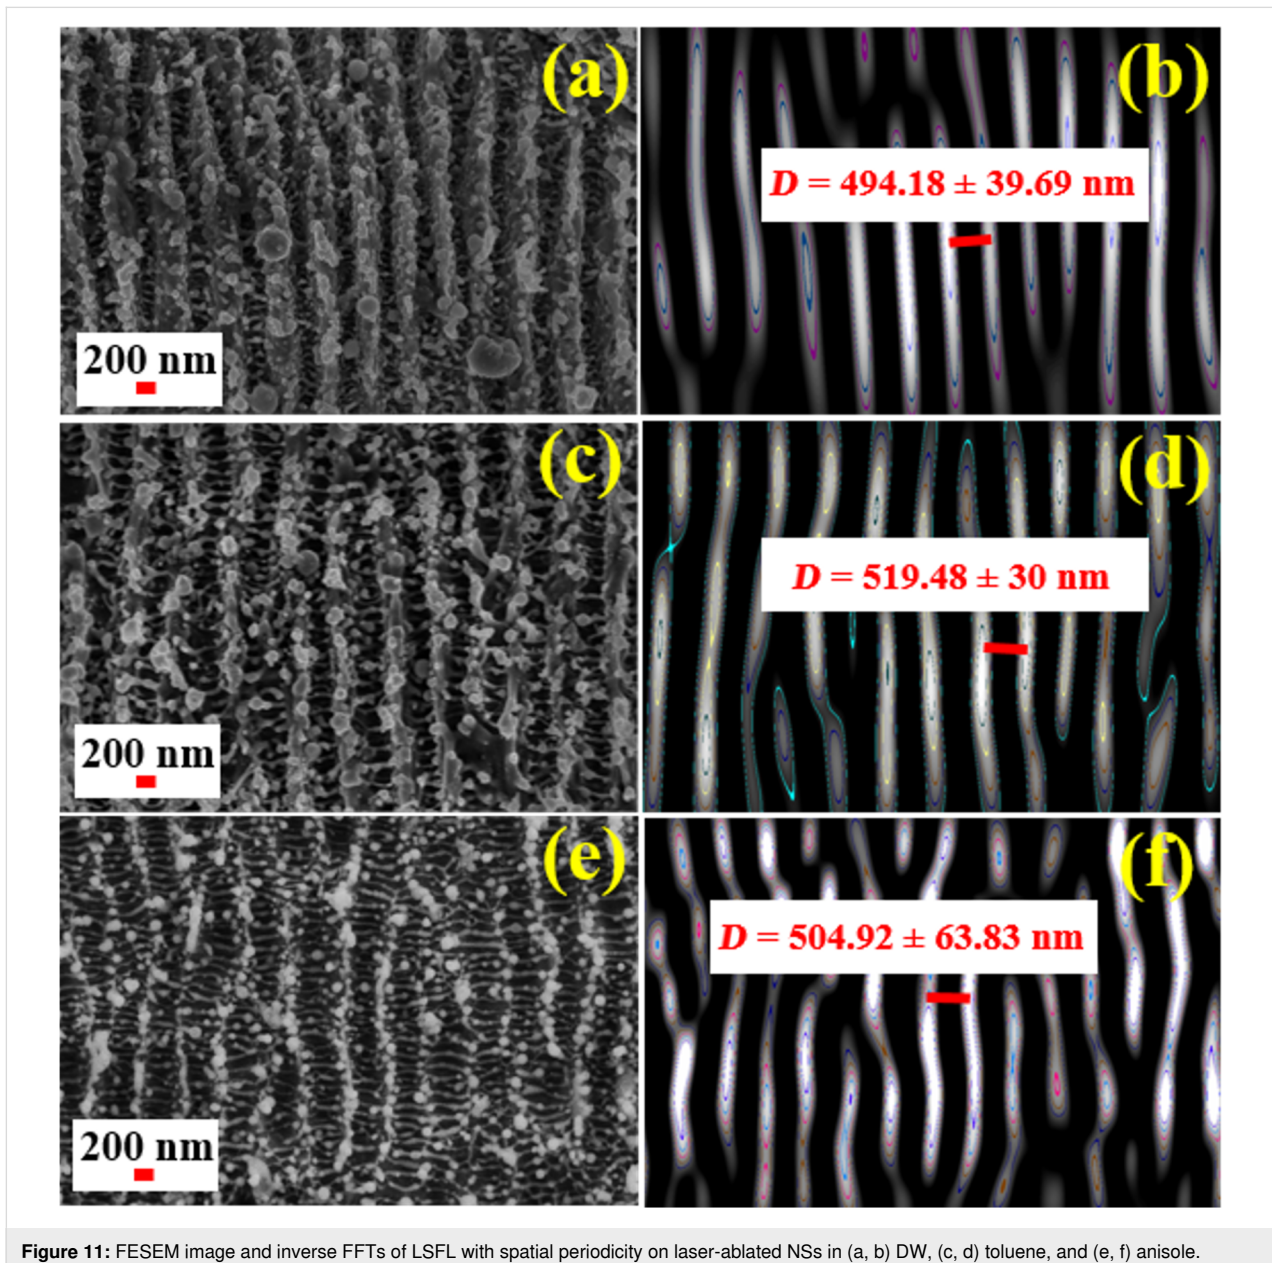 (a)
(b)
D = 494.18 ± 39.69 nm
200 nm
(c)
(d)
D = 519.48 ± 30 nm
200 nm
(e)
(f)
D = 504.92 ± 63.83 nm
200 nm
Figure 11: FESEM image and inverse FFTs of LSFL with spatial periodicity on laser-ablated NSs in (a, b) DW, (c, d) toluene, and (e, f) anisole.